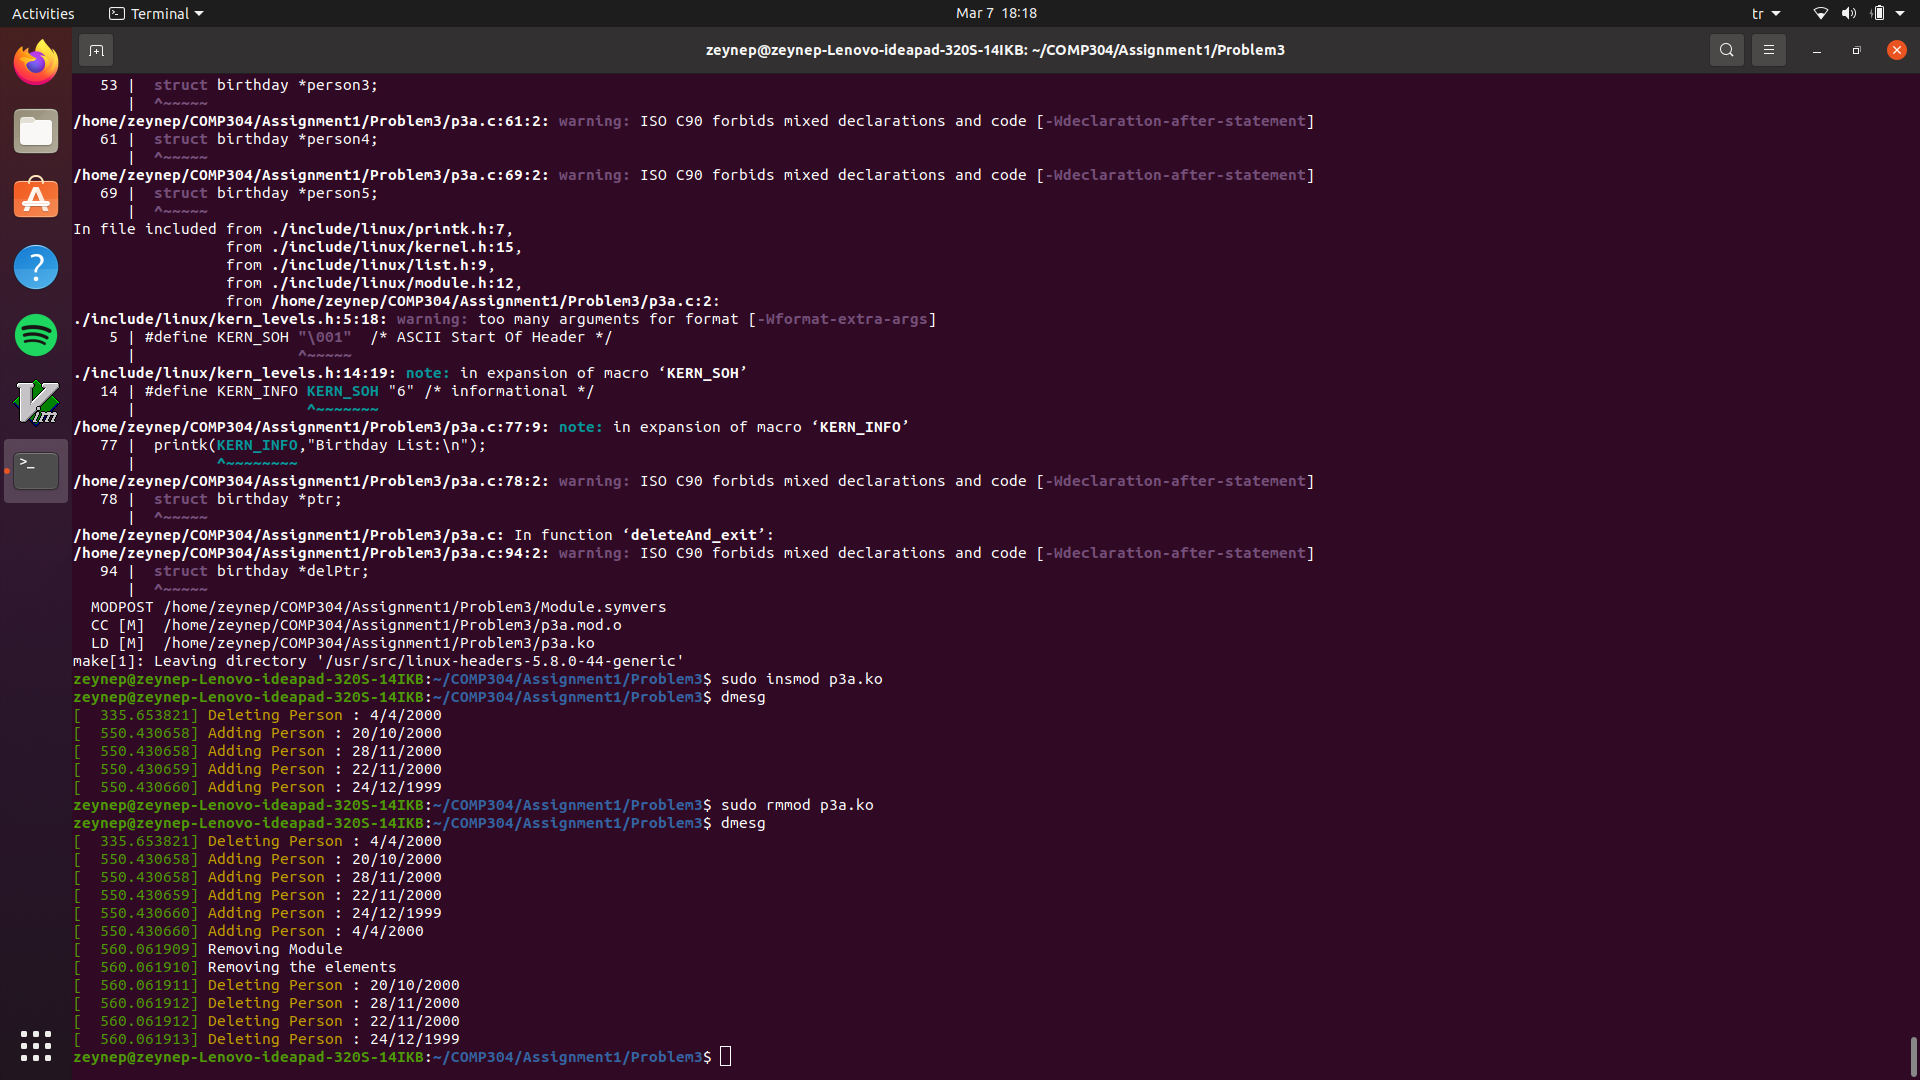 Activities Terminal Mar 7 18:18 tr
zeynep@zeynep-Lenovo-ideapad-320S-14IKB: ~/COMP304/Assignment1/Problem3
   53 |  struct birthday *person3;
      |  ^~~~~~
/home/zeynep/COMP304/Assignment1/Problem3/p3a.c:61:2: warning: ISO C90 forbids mixed declarations and code [-Wdeclaration-after-statement]
   61 |  struct birthday *person4;
      |  ^~~~~~
/home/zeynep/COMP304/Assignment1/Problem3/p3a.c:69:2: warning: ISO C90 forbids mixed declarations and code [-Wdeclaration-after-statement]
   69 |  struct birthday *person5;
      |  ^~~~~~
In file included from ./include/linux/printk.h:7,
                 from ./include/linux/kernel.h:15,
                 from ./include/linux/list.h:9,
                 from ./include/linux/module.h:12,
                 from /home/zeynep/COMP304/Assignment1/Problem3/p3a.c:2:
./include/linux/kern_levels.h:5:18: warning: too many arguments for format [-Wformat-extra-args]
    5 | #define KERN_SOH "\001"  /* ASCII Start Of Header */
      |                  ^~~~~~
./include/linux/kern_levels.h:14:19: note: in expansion of macro ‘KERN_SOH’
   14 | #define KERN_INFO KERN_SOH "6" /* informational */
      |                   ^~~~~~~~
/home/zeynep/COMP304/Assignment1/Problem3/p3a.c:77:9: note: in expansion of macro ‘KERN_INFO’
   77 |  printk(KERN_INFO,"Birthday List:\n");
      |         ^~~~~~~~~
/home/zeynep/COMP304/Assignment1/Problem3/p3a.c:78:2: warning: ISO C90 forbids mixed declarations and code [-Wdeclaration-after-statement]
   78 |  struct birthday *ptr;
      |  ^~~~~~
/home/zeynep/COMP304/Assignment1/Problem3/p3a.c: In function ‘deleteAnd_exit’:
/home/zeynep/COMP304/Assignment1/Problem3/p3a.c:94:2: warning: ISO C90 forbids mixed declarations and code [-Wdeclaration-after-statement]
   94 |  struct birthday *delPtr;
      |  ^~~~~~
  MODPOST /home/zeynep/COMP304/Assignment1/Problem3/Module.symvers
  CC [M]  /home/zeynep/COMP304/Assignment1/Problem3/p3a.mod.o
  LD [M]  /home/zeynep/COMP304/Assignment1/Problem3/p3a.ko
make[1]: Leaving directory '/usr/src/linux-headers-5.8.0-44-generic'
zeynep@zeynep-Lenovo-ideapad-320S-14IKB:~/COMP304/Assignment1/Problem3$ sudo insmod p3a.ko
zeynep@zeynep-Lenovo-ideapad-320S-14IKB:~/COMP304/Assignment1/Problem3$ dmesg
[  335.653821] Deleting Person : 4/4/2000
[  550.430658] Adding Person : 20/10/2000
[  550.430658] Adding Person : 28/11/2000
[  550.430659] Adding Person : 22/11/2000
[  550.430660] Adding Person : 24/12/1999
zeynep@zeynep-Lenovo-ideapad-320S-14IKB:~/COMP304/Assignment1/Problem3$ sudo rmmod p3a.ko
zeynep@zeynep-Lenovo-ideapad-320S-14IKB:~/COMP304/Assignment1/Problem3$ dmesg
[  335.653821] Deleting Person : 4/4/2000
[  550.430658] Adding Person : 20/10/2000
[  550.430658] Adding Person : 28/11/2000
[  550.430659] Adding Person : 22/11/2000
[  550.430660] Adding Person : 24/12/1999
[  550.430660] Adding Person : 4/4/2000
[  560.061909] Removing Module
[  560.061910] Removing the elements
[  560.061911] Deleting Person : 20/10/2000
[  560.061912] Deleting Person : 28/11/2000
[  560.061912] Deleting Person : 22/11/2000
[  560.061913] Deleting Person : 24/12/1999
zeynep@zeynep-Lenovo-ideapad-320S-14IKB:~/COMP304/Assignment1/Problem3$